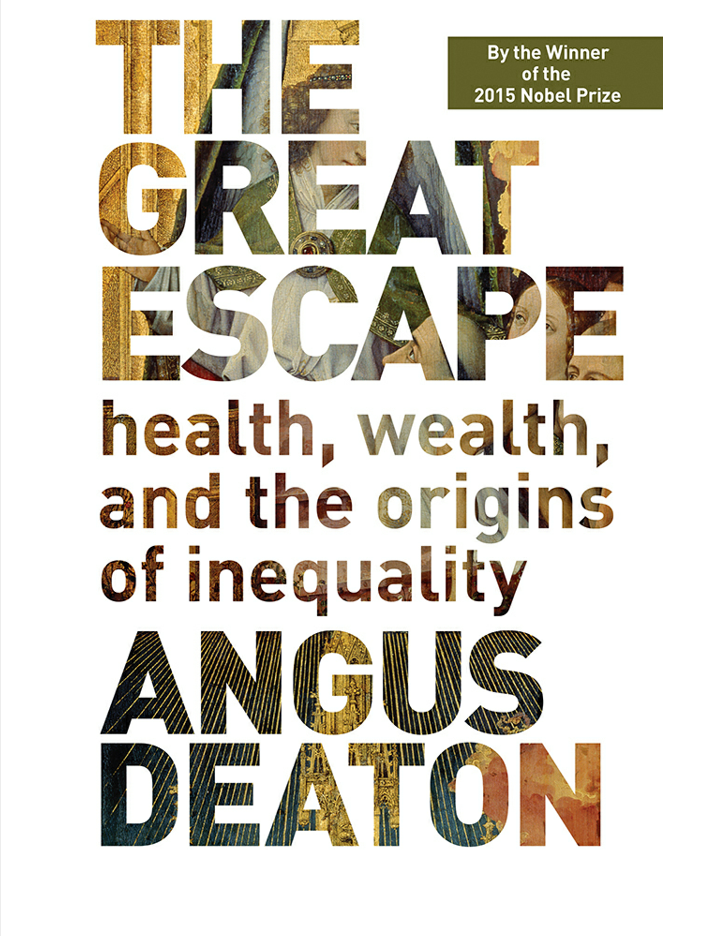 THE
GREAT
ESCAPE
By the Winner
of the
2015 Nobel Prize
health, wealth,
and the origins
of inequality
ANGUS
DEATON